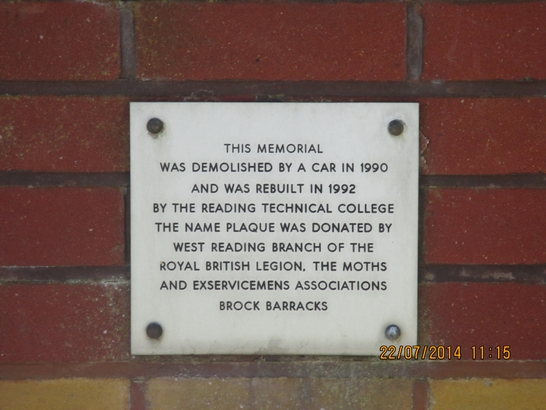 THIS MEMORIAL
WAS DEMOLISHED BY A CAR IN 1990
AND WAS REBUILT IN 1992
BY THE READING TECHNICAL COLLEGE
THE NAME PLAQUE WAS DONATED BY
WEST READING BRANCH OF THE
ROYAL BRITISH LEGION, THE MOTHS
AND EXSERVICEMENS ASSOCIATIONS
BROCK BARRACKS
22/07/2014 11:15